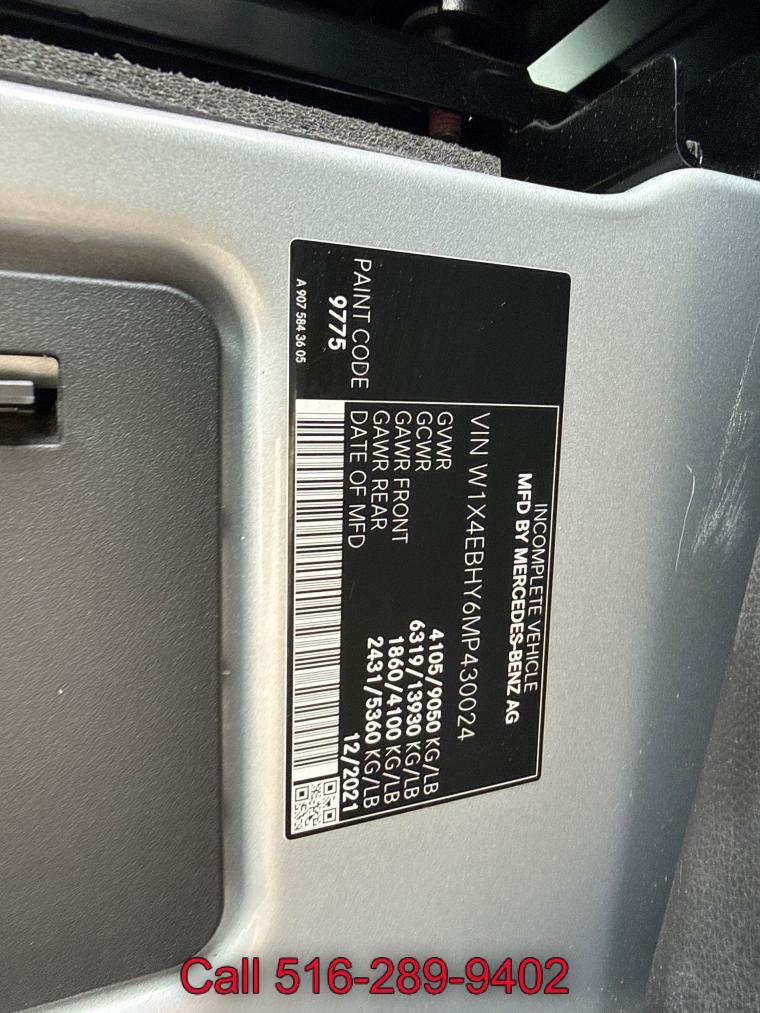 INCOMPLETE VEHICLE
MFD BY MERCEDES-BENZ AG
VIN W1X4EBHY6MP430024
GVWR 4105/9050 KG/LB
GCWR 6319/13930 KG/LB
GAWR FRONT 1860/4100 KG/LB
GAWR REAR 2431/5360 KG/LB
DATE OF MFD 12/2021
PAINT CODE
9775
A 907 584 36 05
Call 516-289-9402